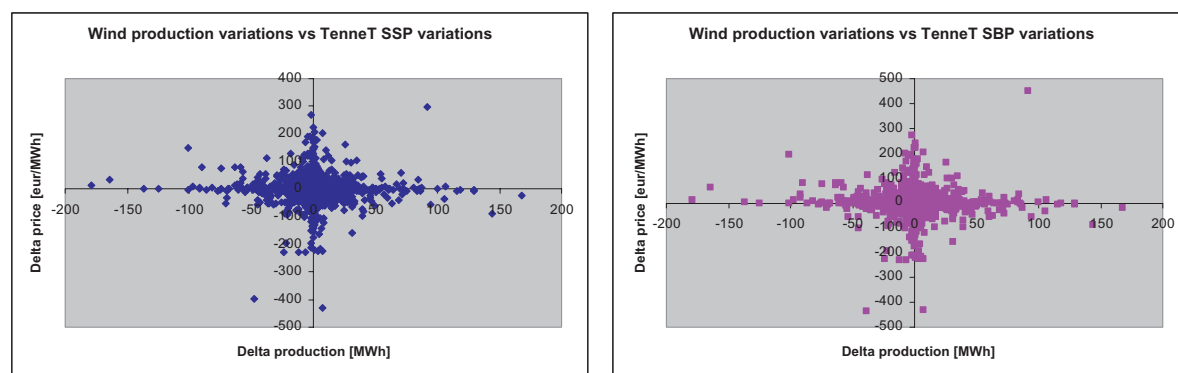 Wind production variations vs TenneT SSP variations
400
300
200
100
0
-100
-200
-300
-400
-500
-200 -150 -100 -50 0 50 100 150 200
Delta price [eur/MWh]
Delta production [MWh]
Wind production variations vs TenneT SBP variations
500
400
300
200
100
0
-100
-200
-300
-400
-500
-200 -150 -100 -50 0 50 100 150 200
Delta price [eur/MWh]
Delta production [MWh]